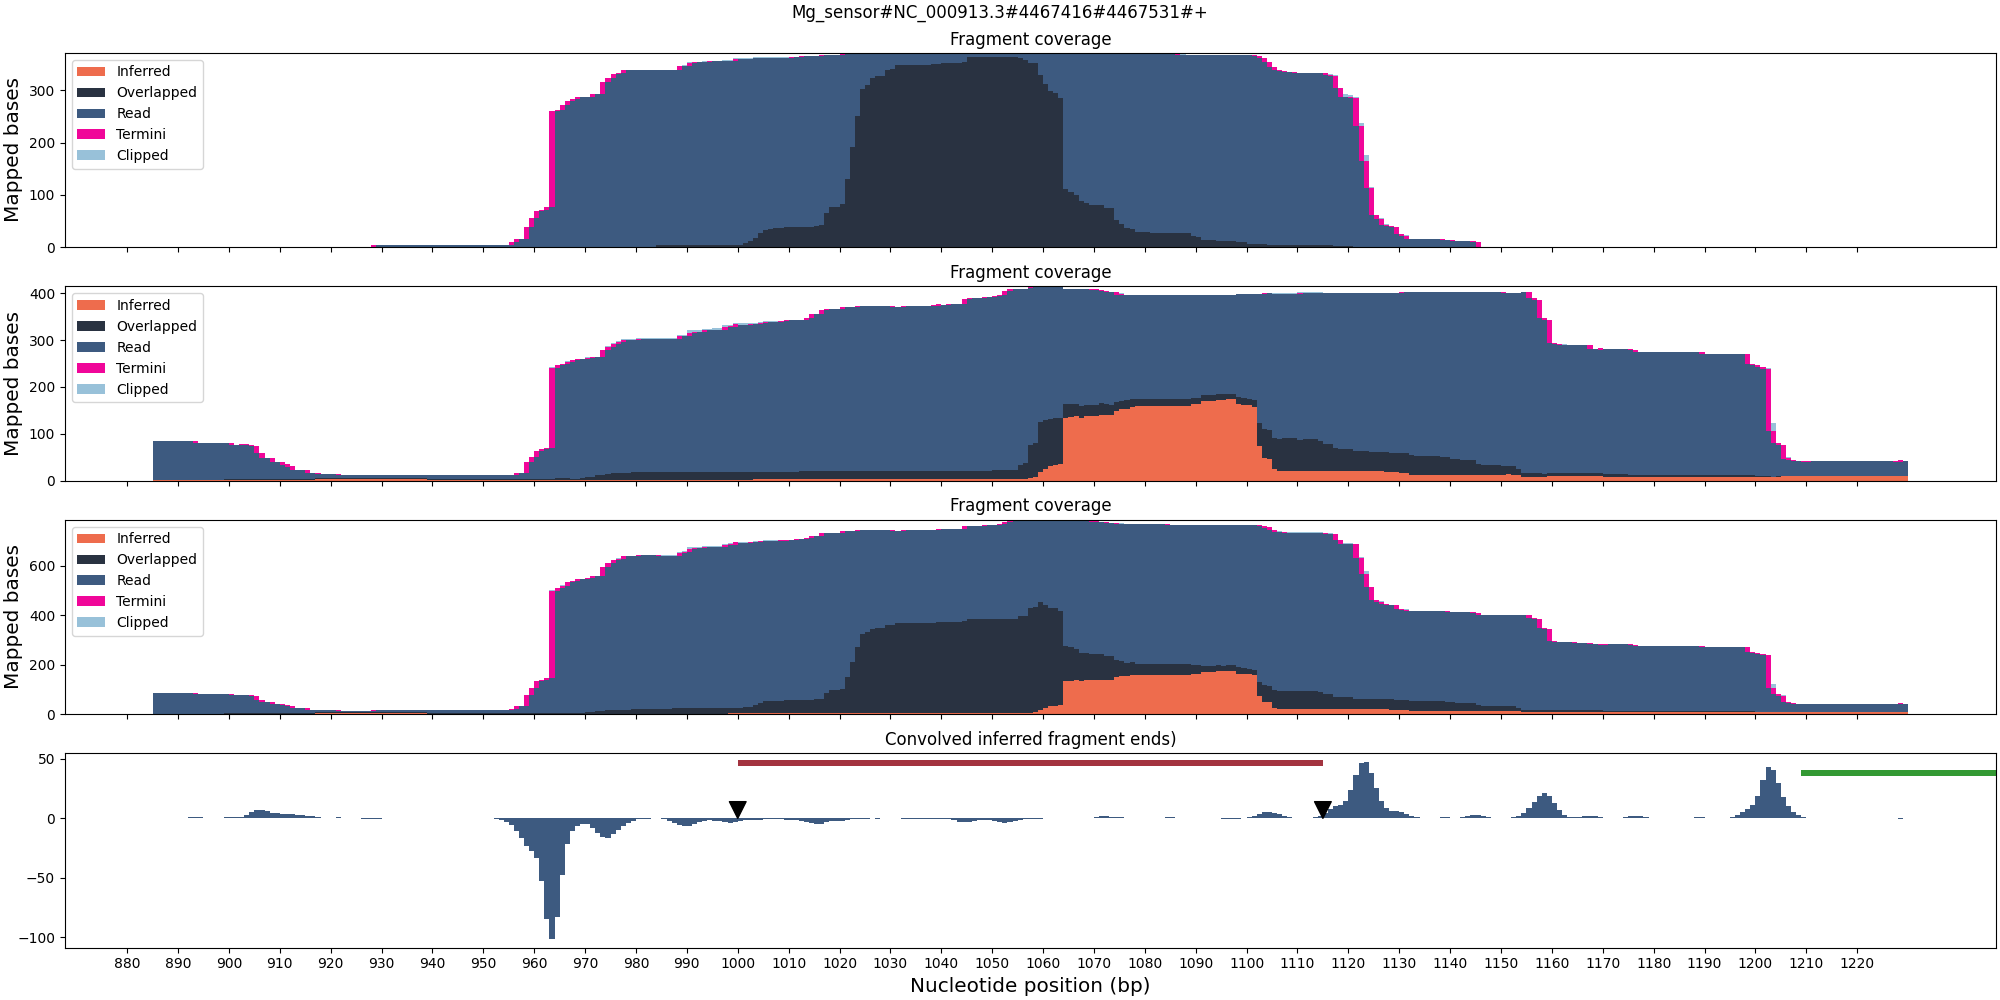 Mg_sensor#NC_000913.3#4467416#4467531#+
Fragment coverage
Mapped bases
300
200
100
0
Inferred
Overlapped
Read
Termini
Clipped
Fragment coverage
Mapped bases
400
300
200
100
0
Inferred
Overlapped
Read
Termini
Clipped
Fragment coverage
Mapped bases
600
400
200
0
Inferred
Overlapped
Read
Termini
Clipped
Convolved inferred fragment ends)
50
0
−50
−100
880 890 900 910 920 930 940 950 960 970 980 990 1000 1010 1020 1030 1040 1050 1060 1070 1080 1090 1100 1110 1120 1130 1140 1150 1160 1170 1180 1190 1200 1210 1220
Nucleotide position (bp)